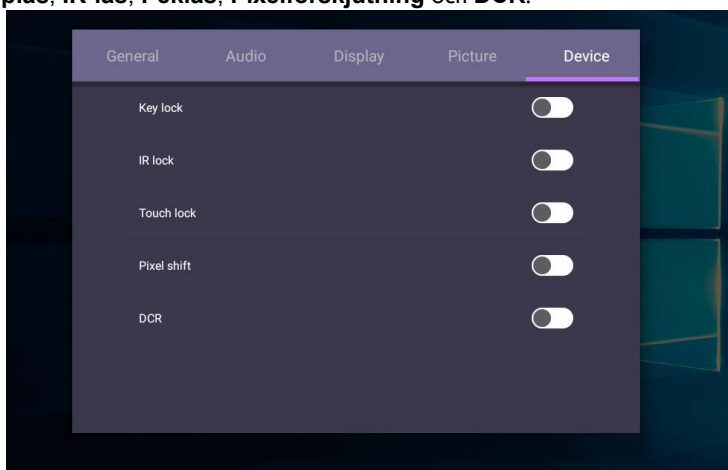 IR-lås, Peklås, Pixelförskjutning och DCR.
General Audio Display Picture Device
Key lock
IR lock
Touch lock
Pixel shift
DCR